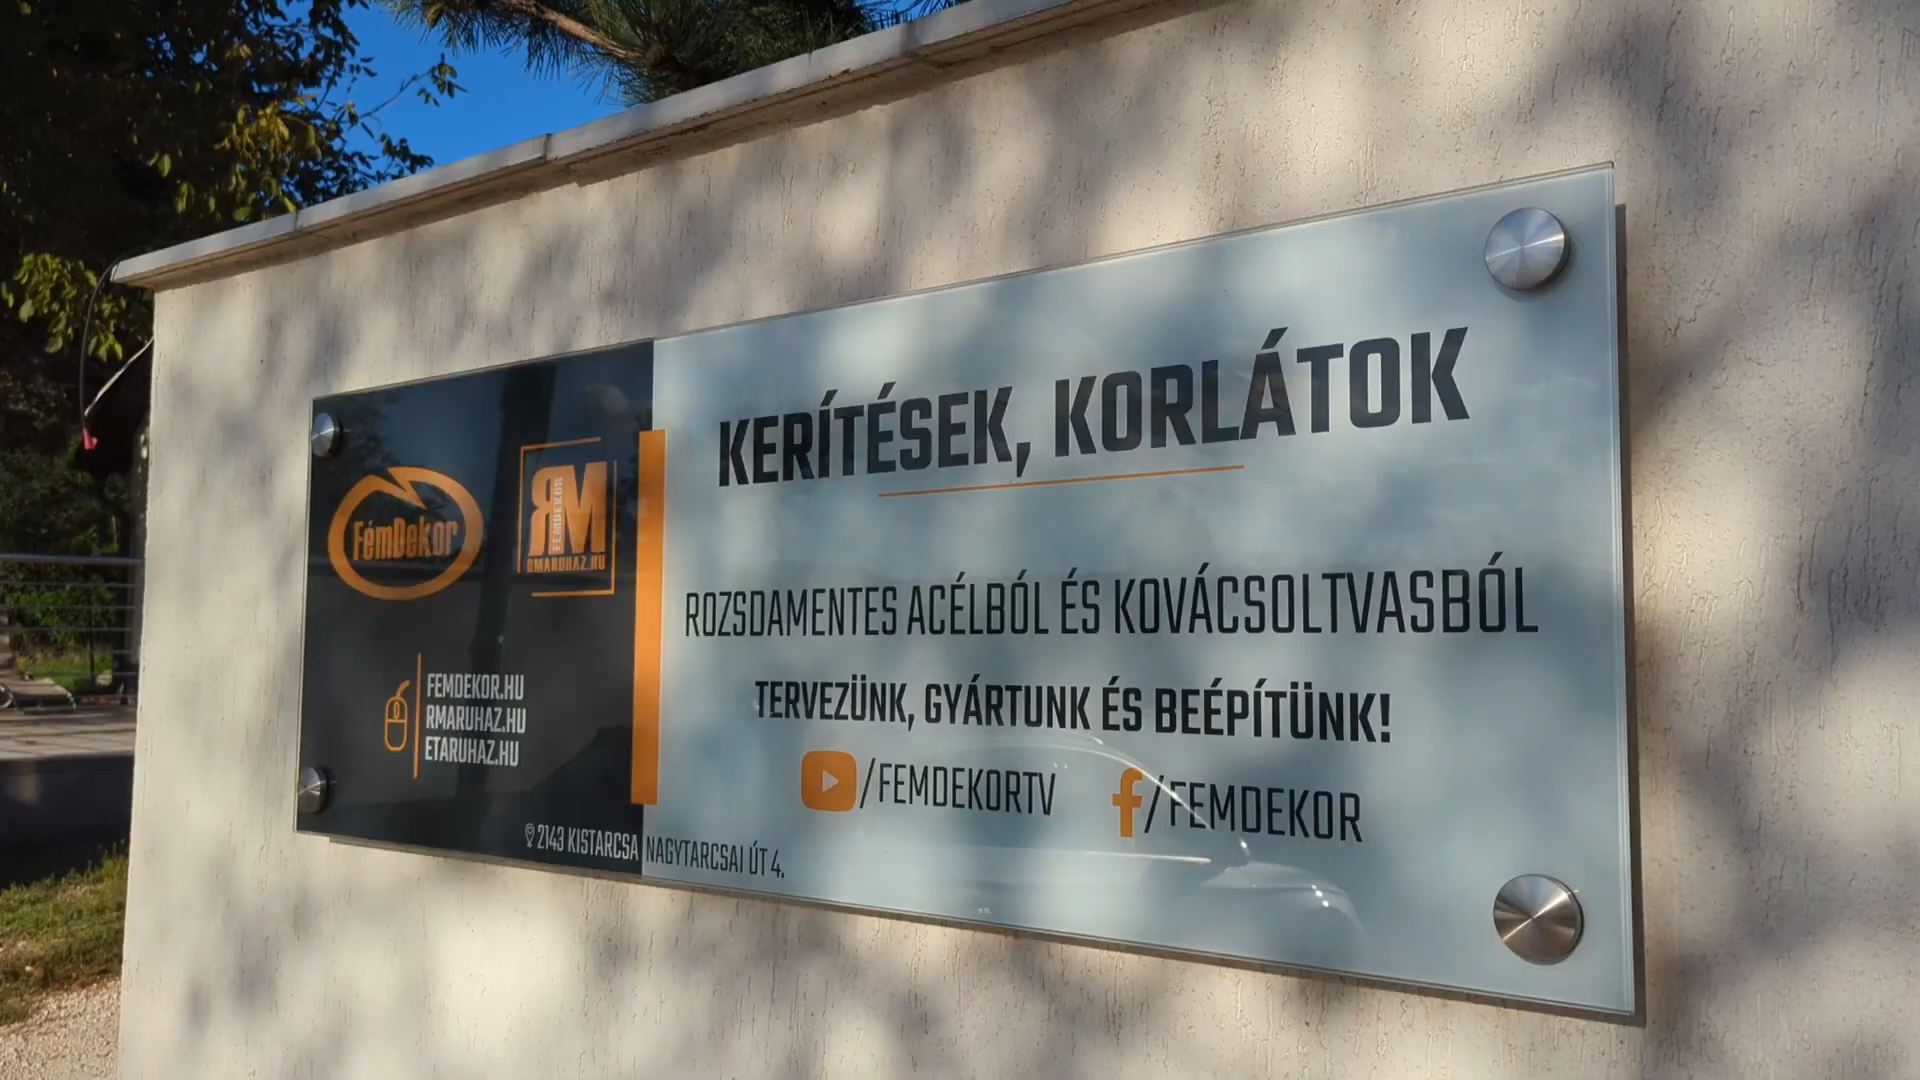 FémDekor
RM
FÉMDEKOR
RMARUHAZ.HU
FEMDEKOR.HU
RMARUHAZ.HU
ETARUHAZ.HU
KERÍTÉSEK, KORLÁTOK
ROZSDAMENTES ACÉLBÓL ÉS KOVÁCSOLTVASBÓL
TERVEZÜNK, GYÁRTUNK ÉS BEÉPÍTÜNK!
/FEMDEKORTV f/FEMDEKOR
2143 KISTARCSA NAGYTARCSAI ÚT 4.